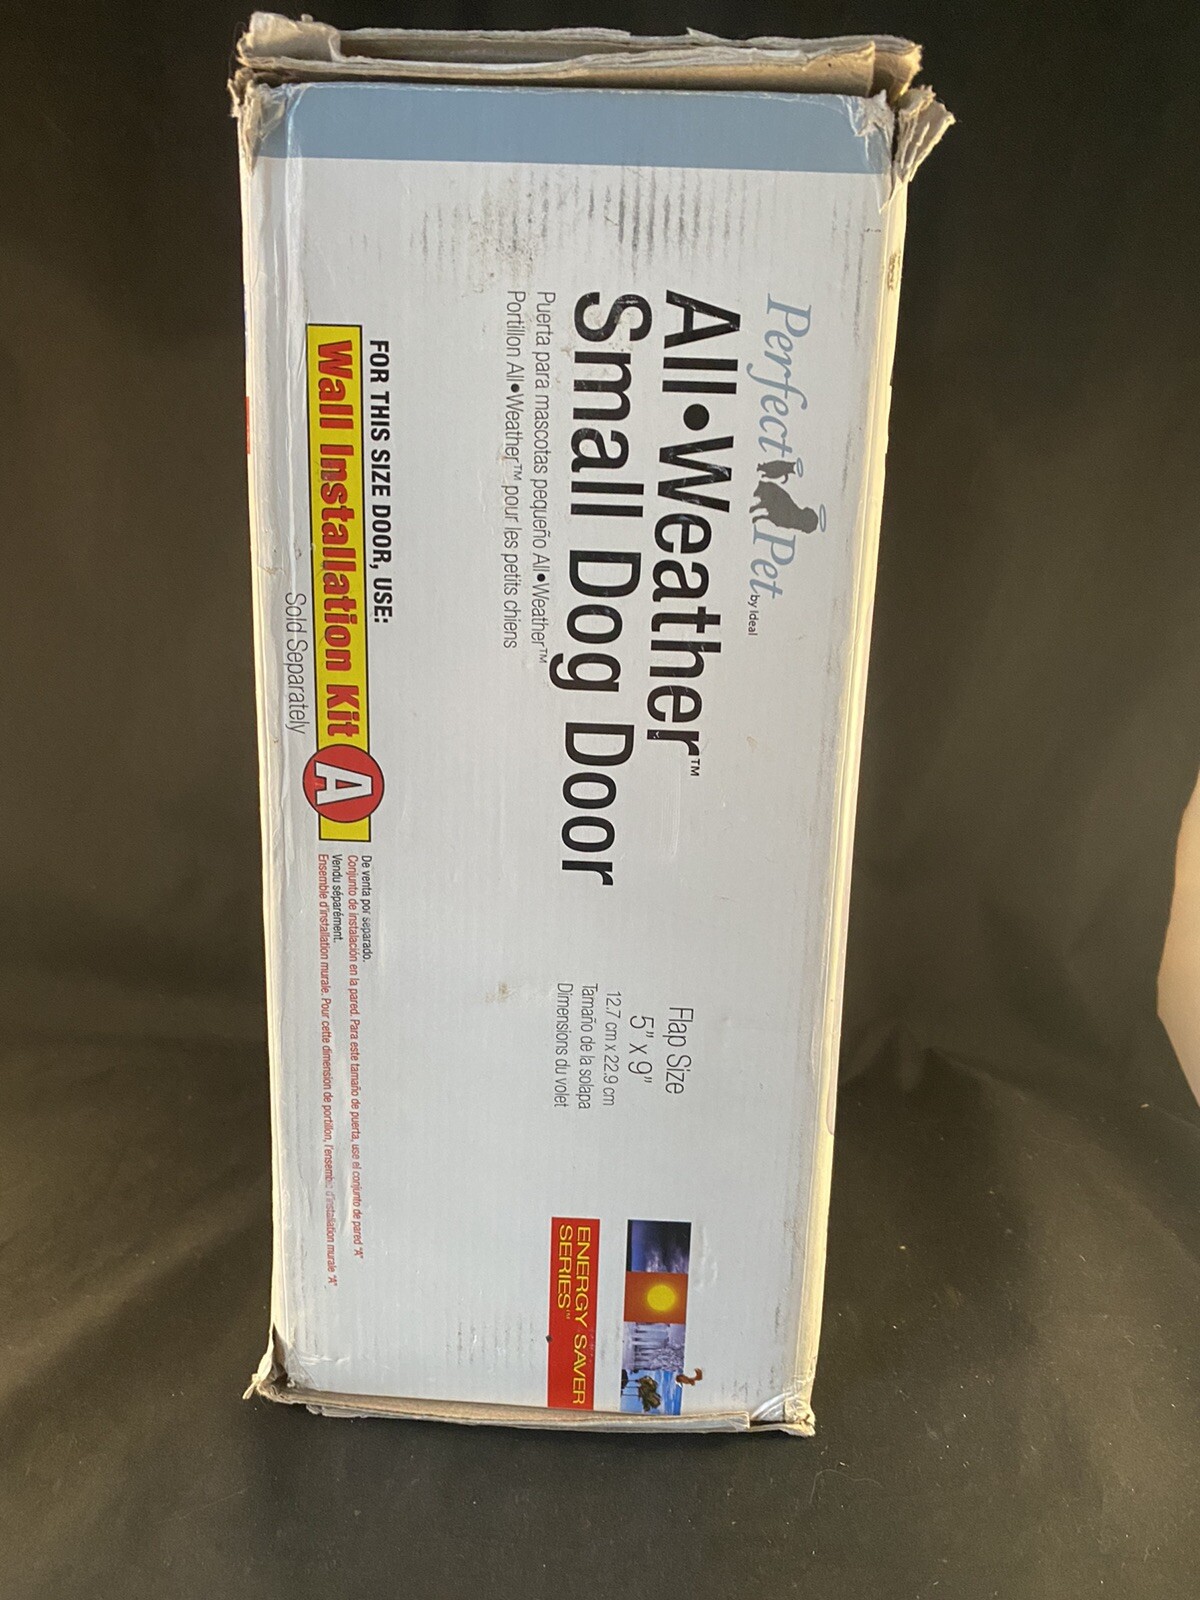 Perfect Pet by Ideal
All•Weather™
Small Dog Door
Puerta para mascotas pequeño All•Weather™
Portillon All•Weather™ pour les petits chiens
Flap Size
5" x 9"
12.7 cm x 22.9 cm
Tamaño de la solapa
Dimensions du volet
ENERGY SAVER
SERIES™
FOR THIS SIZE DOOR, USE:
Wall Installation Kit A
Sold Separately
De venta por separado.
Conjunto de instalación en la pared. Para este tamaño de puerta, use el conjunto de pared "A"
Vendu séparément.
Ensemble d'installation murale. Pour cette dimension de portillon, l'ensemble d'installation murale "A"